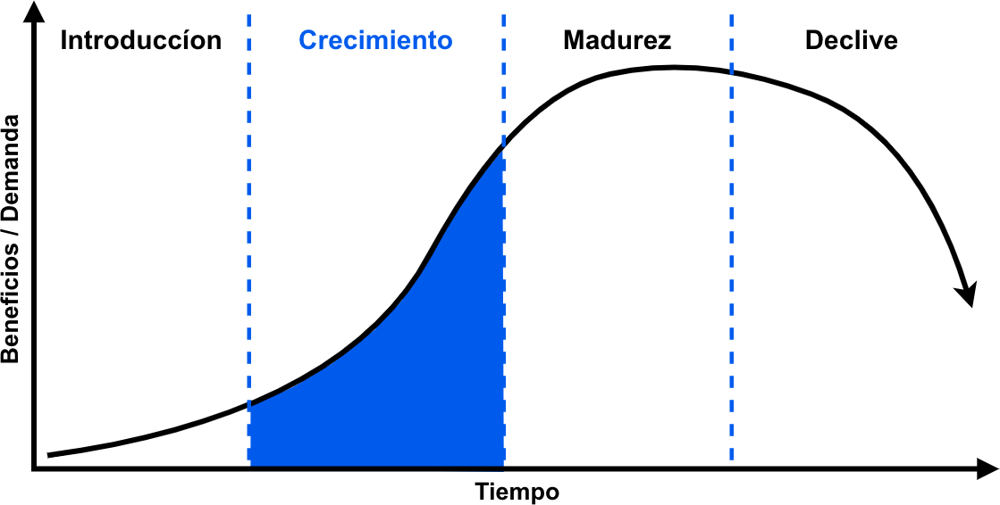 Introduccíon
Crecimiento
Madurez
Declive
Beneficios / Demanda
Tiempo